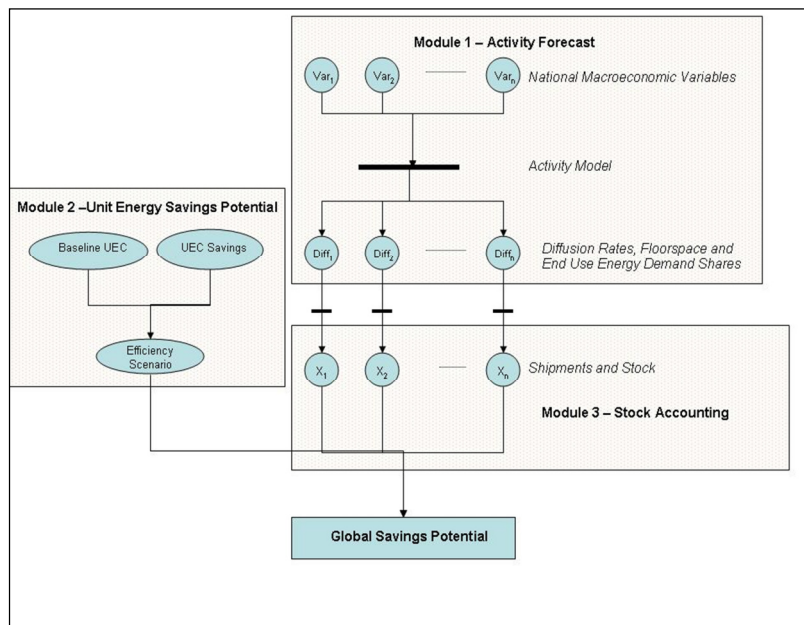 Module 1 – Activity Forecast
Var1 Var2 Varn National Macroeconomic Variables
Activity Model
Module 2 –Unit Energy Savings Potential
Baseline UEC UEC Savings
Diff1 Diff2 Diffn Diffusion Rates, Floorspace and
End Use Energy Demand Shares
Efficiency
Scenario
X1 X2 Xn Shipments and Stock
Module 3 – Stock Accounting
Global Savings Potential